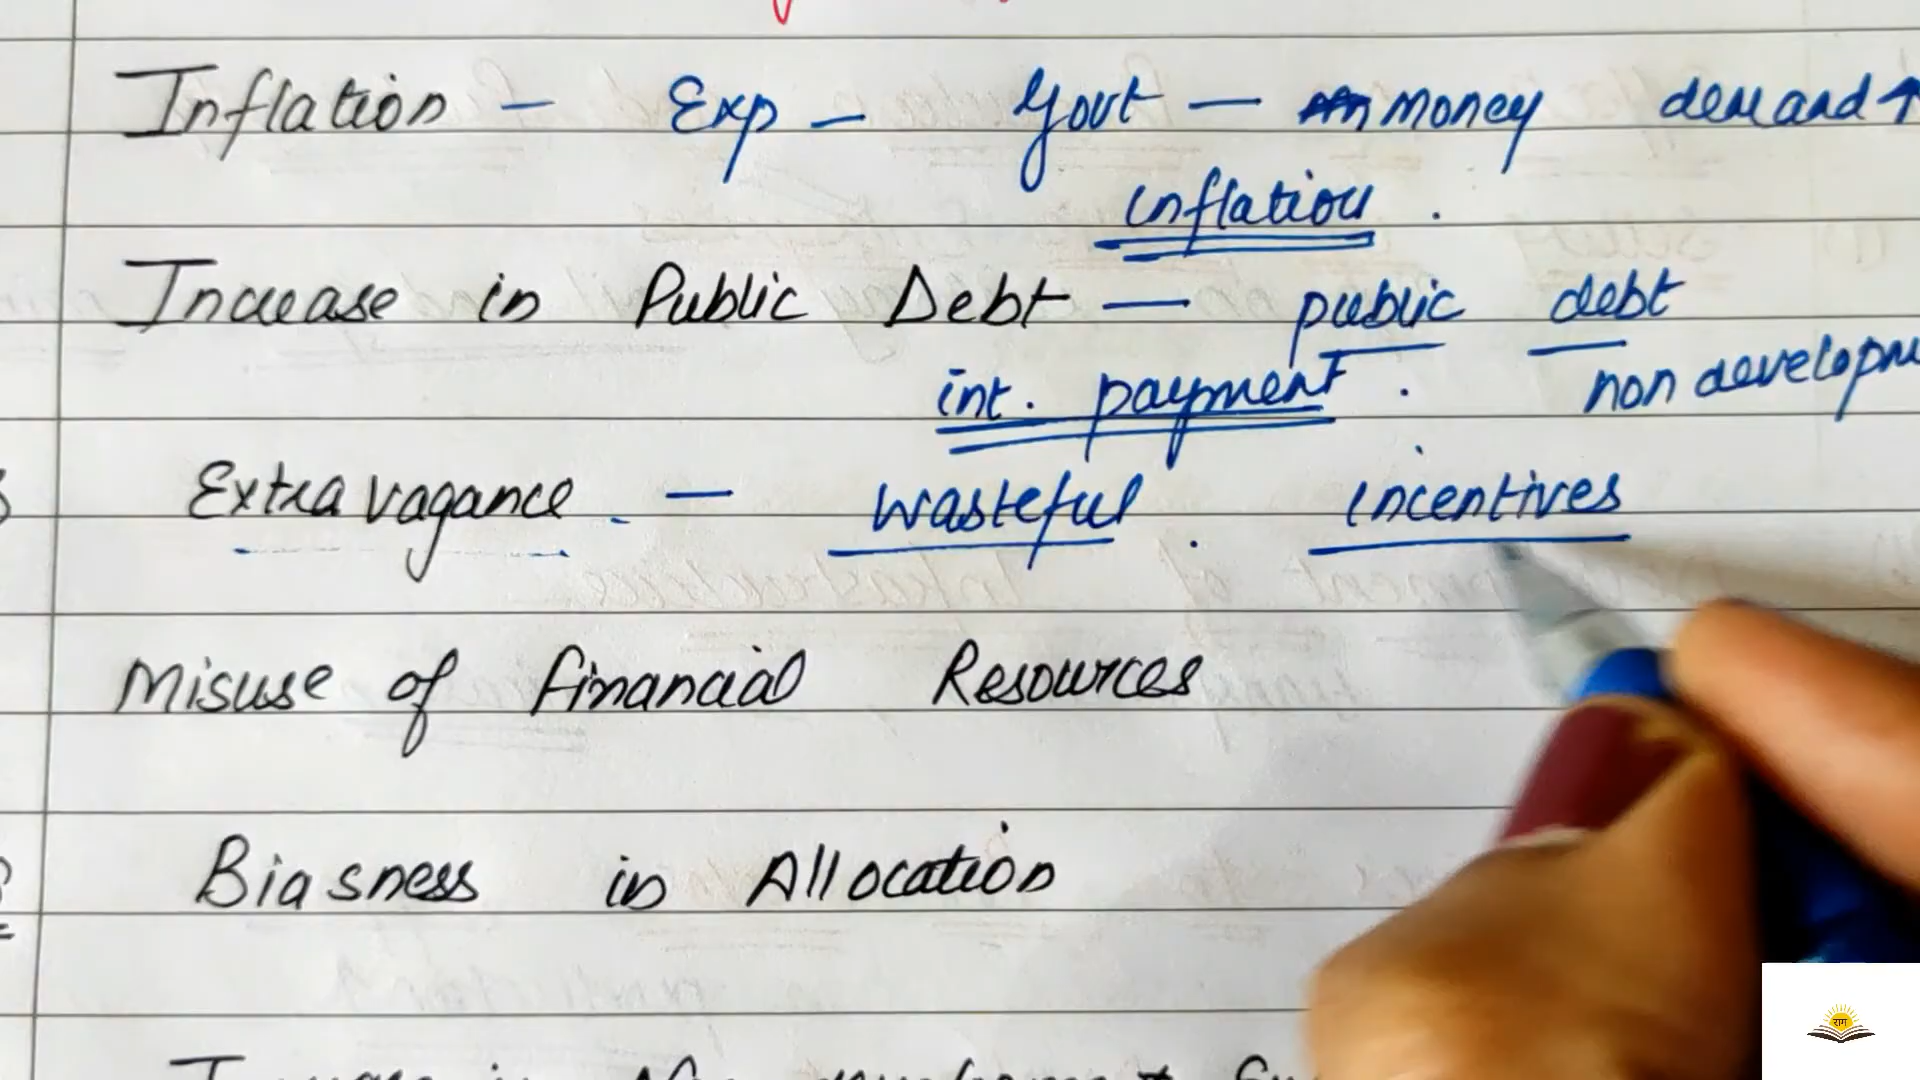 Inflation - Exp - Govt - money demand↑
inflation.
Increase in Public Debt - public debt
int. payment. non developm
Extravagance. - wasteful. incentives
Misuse of Financial Resources
Biasness in Allocation
राग